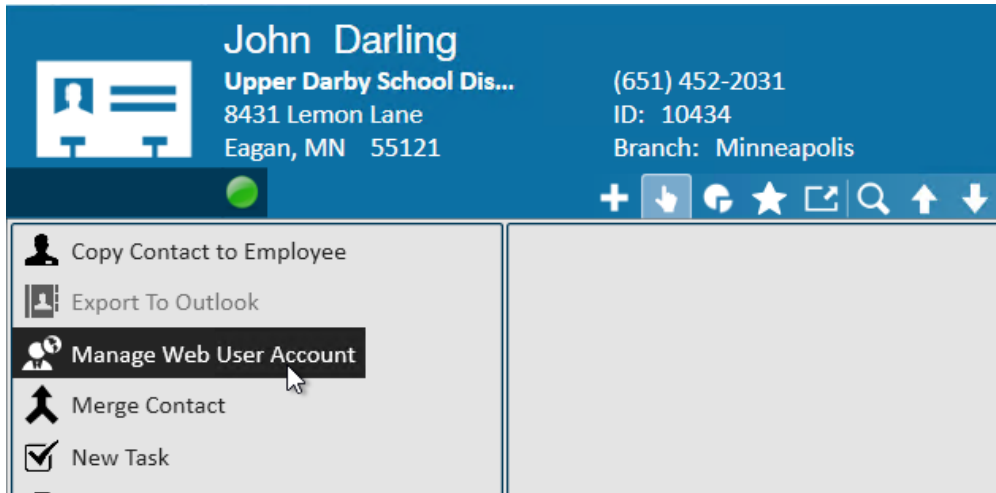 John Darling
Upper Darby School Dis...
(651) 452-2031
8431 Lemon Lane
ID: 10434
Eagan, MN 55121
Branch: Minneapolis
Copy Contact to Employee
Export To Outlook
Manage Web User Account
Merge Contact
New Task